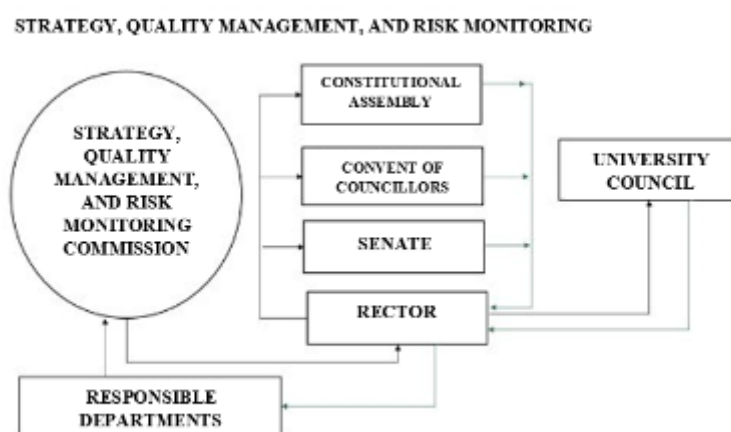 STRATEGY, QUALITY MANAGEMENT, AND RISK MONITORING
STRATEGY,
QUALITY
MANAGEMENT,
AND RISK
MONITORING
COMMISSION
CONSTITUTIONAL
ASSEMBLY
CONVENT OF
COUNCILLORS
SENATE
RECTOR
UNIVERSITY
COUNCIL
RESPONSIBLE
DEPARTMENTS